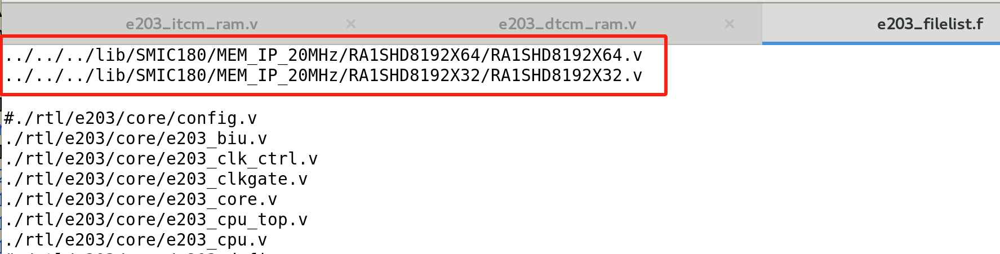 e203_itcm_ram.v × e203_dtcm_ram.v × e203_filelist.f
../../../lib/SMIC180/MEM_IP_20MHz/RA1SHD8192X64/RA1SHD8192X64.v
../../../lib/SMIC180/MEM_IP_20MHz/RA1SHD8192X32/RA1SHD8192X32.v
#./rtl/e203/core/config.v
./rtl/e203/core/e203_biu.v
./rtl/e203/core/e203_clk_ctrl.v
./rtl/e203/core/e203_clkgate.v
./rtl/e203/core/e203_core.v
./rtl/e203/core/e203_cpu_top.v
./rtl/e203/core/e203_cpu.v